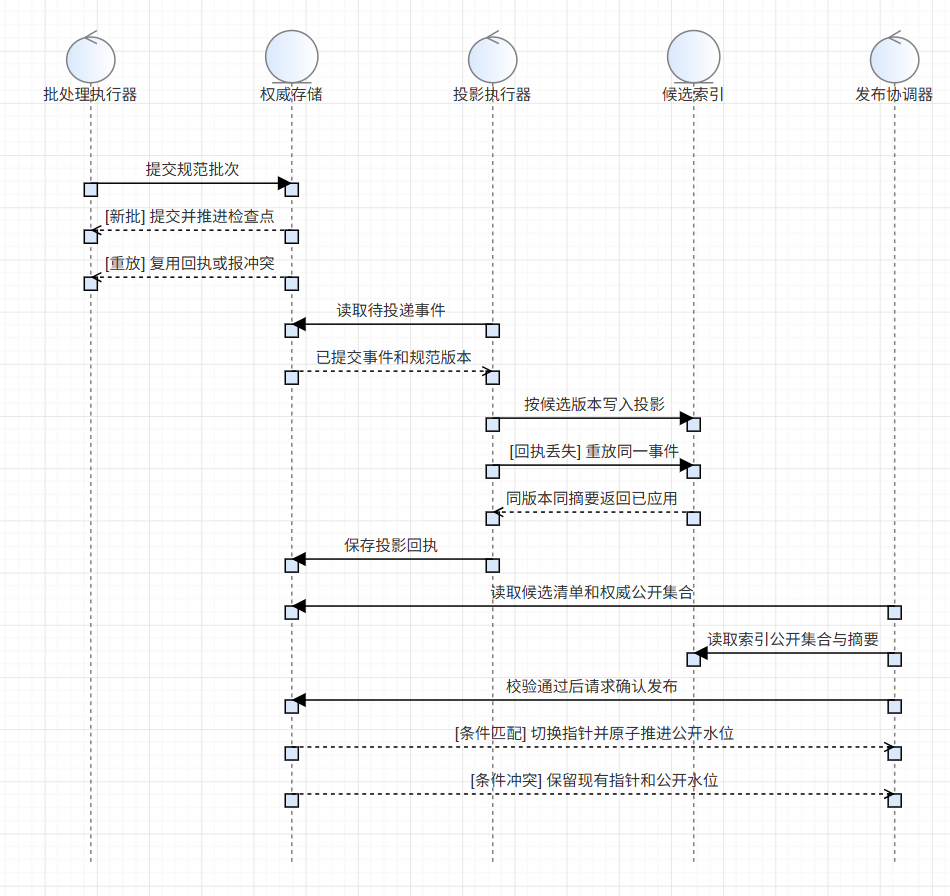 批处理执行器
权威存储
投影执行器
候选索引
发布协调器
提交规范批次
[新批] 提交并推进检查点
[重放] 复用回执或报冲突
读取待投递事件
已提交事件和规范版本
按候选版本写入投影
[回执丢失] 重放同一事件
同版本同摘要返回已应用
保存投影回执
读取候选清单和权威公开集合
读取索引公开集合与摘要
校验通过后请求确认发布
[条件匹配] 切换指针并原子推进公开水位
[条件冲突] 保留现有指针和公开水位